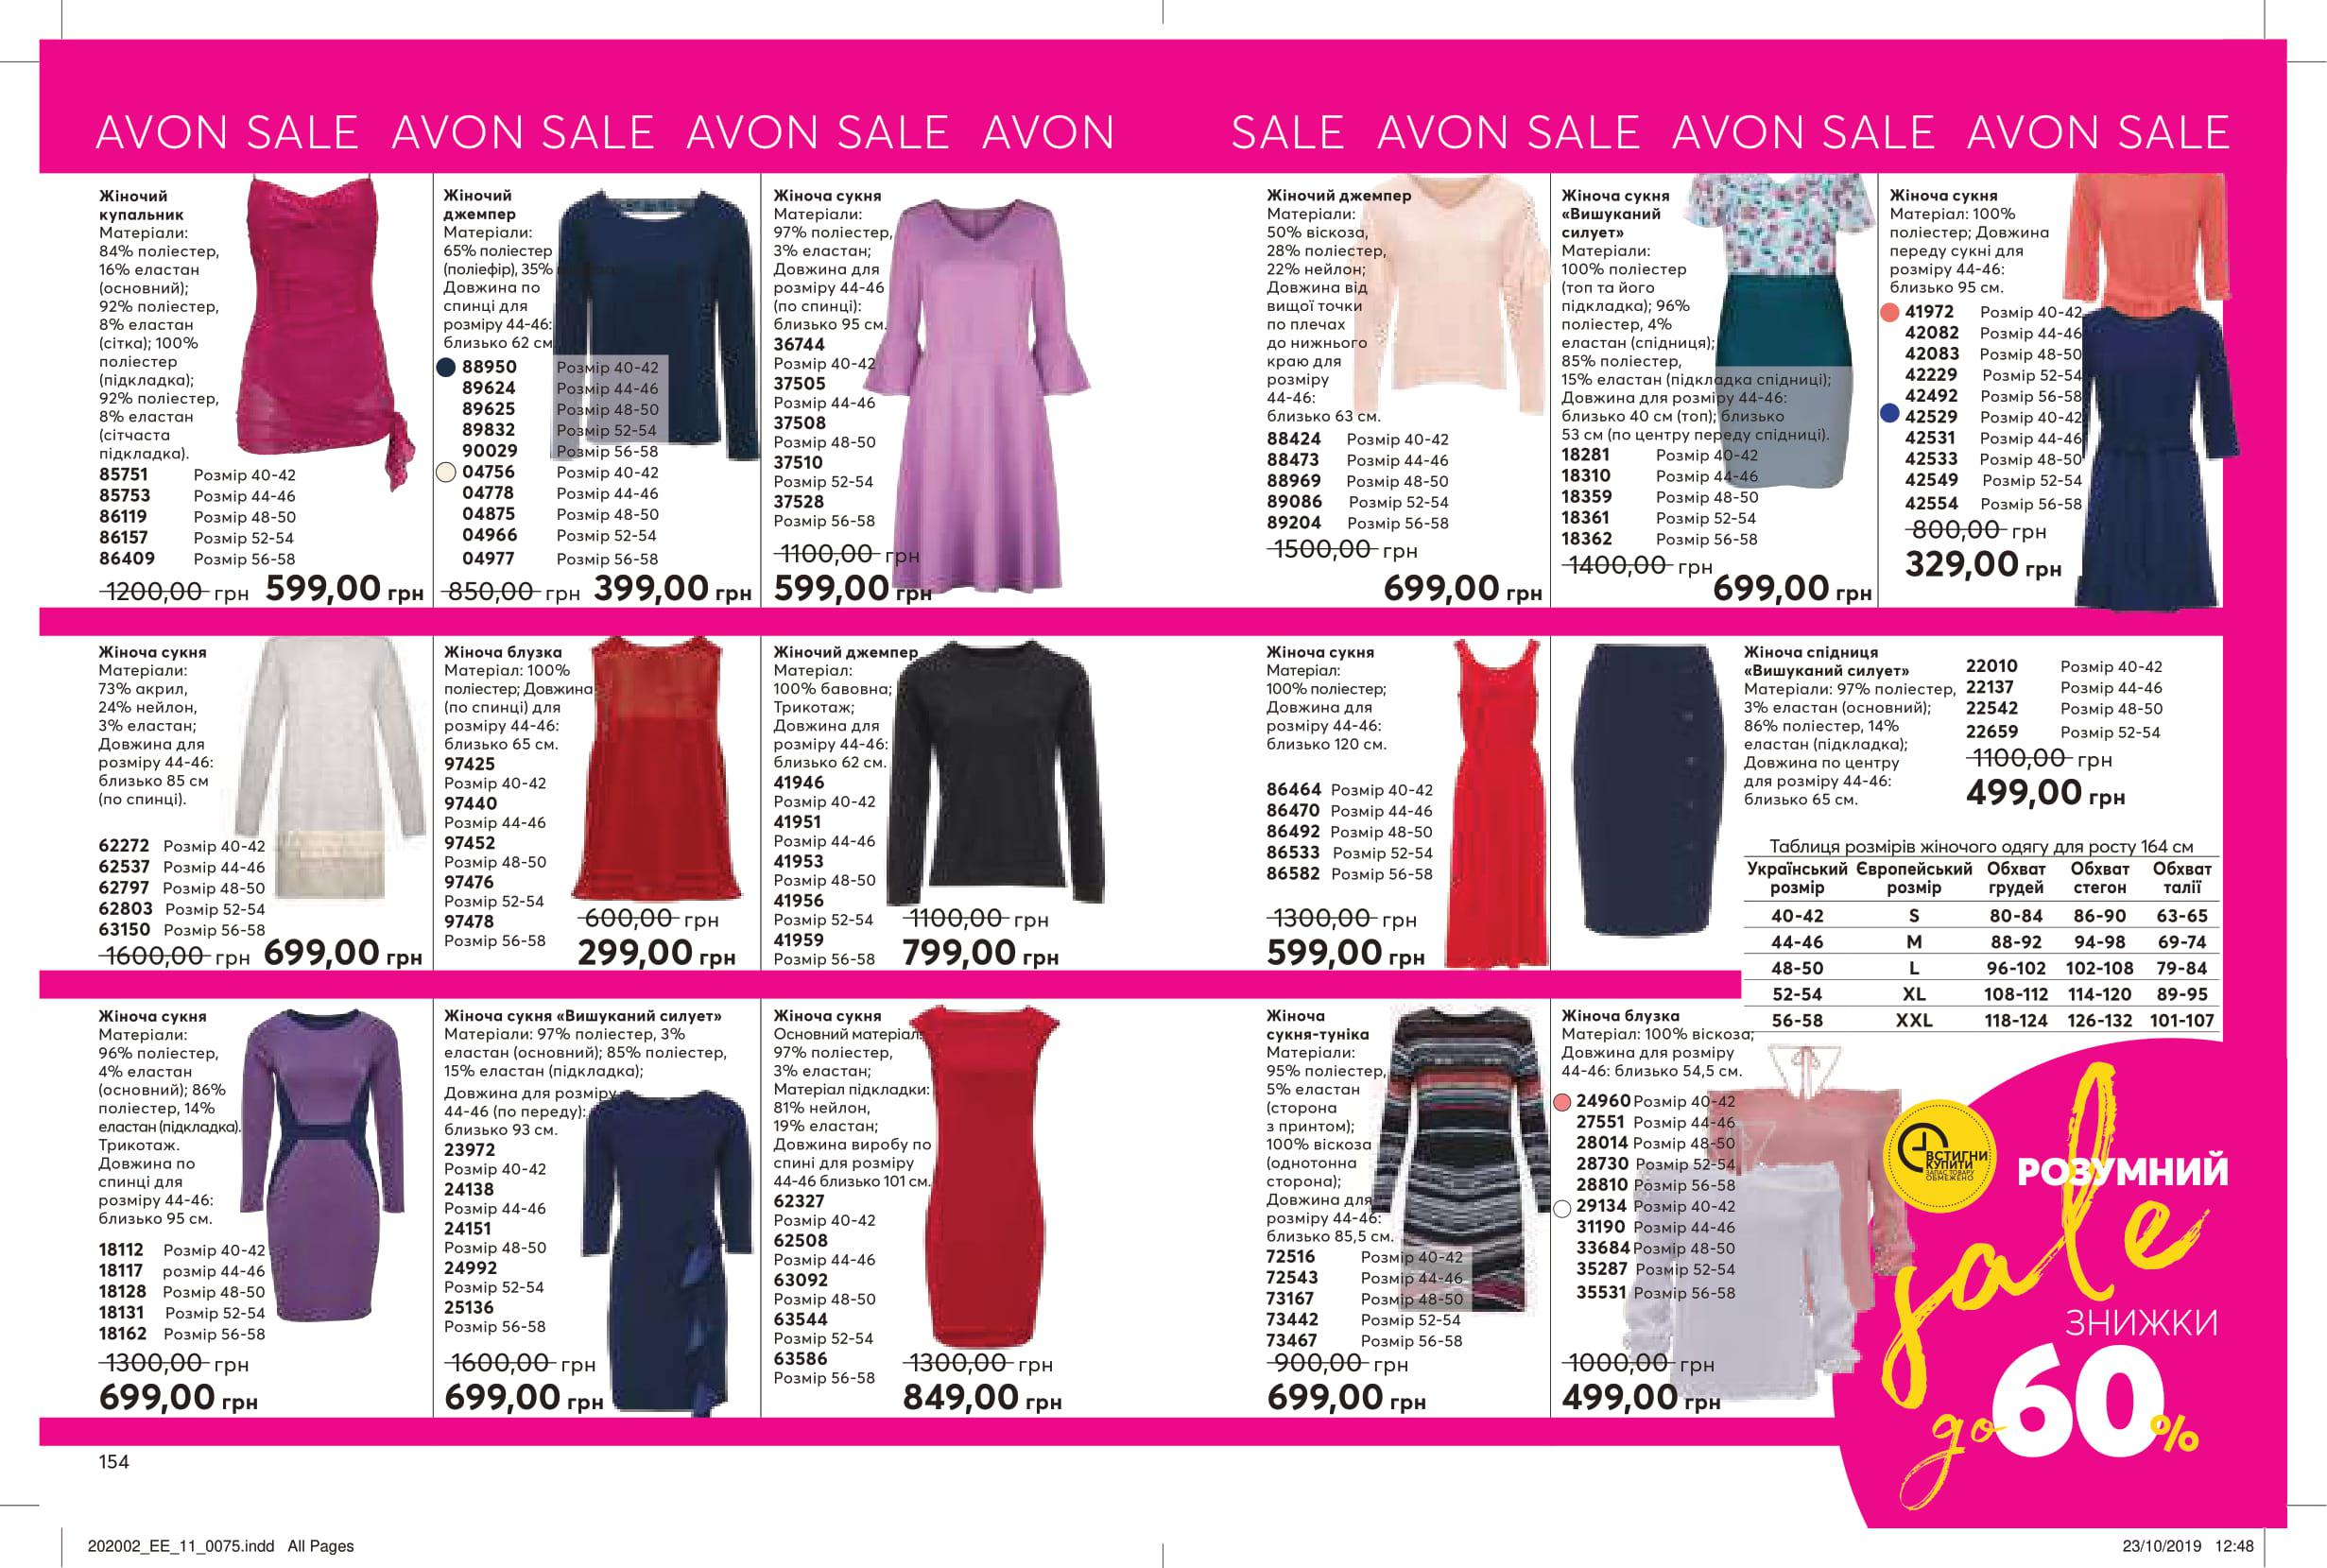 AVON SALE AVON SALE AVON SALE AVON
SALE AVON SALE AVON SALE AVON SALE
Жіночий
купальник
Матеріали:
84% поліестер,
16% еластан
(основний);
92% поліестер,
8% еластан
(сітка); 100%
поліестер
(підкладка);
92% поліестер,
8% еластан
(сітчаста
підкладка).
85751 Розмір 40-42
85753 Розмір 44-46
86119 Розмір 48-50
86157 Розмір 52-54
86409 Розмір 56-58
1200,00 грн 599,00 грн
Жіночий
джемпер
Матеріали:
65% поліестер
(поліефір), 35%
Довжина по
спинці для
розміру 44-46:
близько 62 см
88950 Розмір 40-42
89624 Розмір 44-46
89625 Розмір 48-50
89832 Розмір 52-54
90029 Розмір 56-58
04756 Розмір 40-42
04778 Розмір 44-46
04875 Розмір 48-50
04966 Розмір 52-54
04977 Розмір 56-58
850,00 грн 399,00 грн
Жіноча сукня
Матеріали:
97% поліестер,
3% еластан;
Довжина для
розміру 44-46
(по спинці):
близько 95 см.
36744
Розмір 40-42
37505
Розмір 44-46
37508
Розмір 48-50
37510
Розмір 52-54
37528
Розмір 56-58
1100,00 грн
599,00 грн
Жіночий джемпер
Матеріали:
50% віскоза,
28% поліестер,
22% нейлон;
Довжина від
вищої точки
по плечах
до нижнього
краю для
розміру
44-46:
близько 63 см.
88424 Розмір 40-42
88473 Розмір 44-46
88969 Розмір 48-50
89086 Розмір 52-54
89204 Розмір 56-58
1500,00 грн
699,00 грн
Жіноча сукня
«Вишуканий
силует»
Матеріали:
100% поліестер
(топ та його
підкладка); 96%
поліестер, 4%
еластан (спідниця);
85% поліестер,
15% еластан (підкладка спідниці);
Довжина для розміру 44-46:
близько 40 см (топ); близько
53 см (по центру переду спідниці).
18281 Розмір 40-42
18310 Розмір 44-46
18359 Розмір 48-50
18361 Розмір 52-54
18362 Розмір 56-58
1400,00 грн
699,00 грн
Жіноча сукня
Матеріал: 100%
поліестер; Довжина
переду сукні для
розміру 44-46:
близько 95 см.
41972 Розмір 40-42
42082 Розмір 44-46
42083 Розмір 48-50
42229 Розмір 52-54
42492 Розмір 56-58
42529 Розмір 40-42
42531 Розмір 44-46
42533 Розмір 48-50
42549 Розмір 52-54
42554 Розмір 56-58
800,00 грн
329,00 грн
Жіноча сукня
Матеріали:
73% акрил,
24% нейлон,
3% еластан;
Довжина для
розміру 44-46:
близько 85 см
(по спинці).
62272 Розмір 40-42
62537 Розмір 44-46
62797 Розмір 48-50
62803 Розмір 52-54
63150 Розмір 56-58
1600,00 грн 699,00 грн
Жіноча блузка
Матеріал: 100%
поліестер; Довжина
(по спинці) для
розміру 44-46:
близько 65 см.
97425
Розмір 40-42
97440
Розмір 44-46
97452
Розмір 48-50
97476
Розмір 52-54
97478
Розмір 56-58
600,00 грн
299,00 грн
Жіночий джемпер
Матеріал:
100% бавовна;
Трикотаж;
Довжина для
розміру 44-46:
близько 62 см.
41946
Розмір 40-42
41951
Розмір 44-46
41953
Розмір 48-50
41956
Розмір 52-54
41959
Розмір 56-58
1100,00 грн
799,00 грн
Жіноча сукня
Матеріал:
100% поліестер;
Довжина для
розміру 44-46:
близько 120 см.
86464 Розмір 40-42
86470 Розмір 44-46
86492 Розмір 48-50
86533 Розмір 52-54
86582 Розмір 56-58
1300,00 грн
599,00 грн
Жіноча спідниця
«Вишуканий силует»
Матеріали: 97% поліестер,
3% еластан (основний);
86% поліестер, 14%
еластан (підкладка);
Довжина по центру
для розміру 44-46:
близько 65 см.
22010 Розмір 40-42
22137 Розмір 44-46
22542 Розмір 48-50
22659 Розмір 52-54
1100,00 грн
499,00 грн
Таблиця розмірів жіночого одягу для росту 164 см
Український Європейський Обхват Обхват Обхват
розмір розмір грудей стегон талії
40-42 S 80-84 86-90 63-65
44-46 M 88-92 94-98 69-74
48-50 L 96-102 102-108 79-84
52-54 XL 108-112 114-120 89-95
56-58 XXL 118-124 126-132 101-107
Жіноча сукня
Матеріали:
96% поліестер,
4% еластан
(основний); 86%
поліестер, 14%
еластан (підкладка).
Трикотаж.
Довжина по
спинці для
розміру 44-46:
близько 95 см.
18112 Розмір 40-42
18117 розмір 44-46
18128 Розмір 48-50
18131 Розмір 52-54
18162 Розмір 56-58
1300,00 грн
699,00 грн
Жіноча сукня «Вишуканий силует»
Матеріали: 97% поліестер, 3%
еластан (основний); 85% поліестер,
15% еластан (підкладка);
Довжина для розміру
44-46 (по переду);
близько 93 см.
23972
Розмір 40-42
24138
Розмір 44-46
24151
Розмір 48-50
24992
Розмір 52-54
25136
Розмір 56-58
1600,00 грн
699,00 грн
Жіноча сукня
Основний матеріал:
97% поліестер,
3% еластан;
Матеріал підкладки:
81% нейлон,
19% еластан;
Довжина виробу по
спині для розміру
44-46 близько 101 см.
62327
Розмір 40-42
62508
Розмір 44-46
63092
Розмір 48-50
63544
Розмір 52-54
63586
Розмір 56-58
1300,00 грн
849,00 грн
Жіноча
сукня-туніка
Матеріали:
95% поліестер,
5% еластан
(сторона
з принтом);
100% віскоза
(однотонна
сторона);
Довжина для
розміру 44-46:
близько 85,5 см.
72516 Розмір 40-42
72543 Розмір 44-46
73167 Розмір 48-50
73442 Розмір 52-54
73467 Розмір 56-58
900,00 грн
699,00 грн
Жіноча блузка
Матеріал: 100% віскоза;
Довжина для розміру
44-46: близько 54,5 см.
24960 Розмір 40-42
27551 Розмір 44-46
28014 Розмір 48-50
28730 Розмір 52-54
28810 Розмір 56-58
29134 Розмір 40-42
31190 Розмір 44-46
33684 Розмір 48-50
35287 Розмір 52-54
35531 Розмір 56-58
1000,00 грн
499,00 грн
ВСТИГНИ
КУПИТИ
ЗАПАС ТОВАРУ
ОБМЕЖЕНО
РОЗУМНИЙ
sale
ЗНИЖКИ
до 60%
154
202002_EE_11_0075.indd All Pages
23/10/2019 12:48